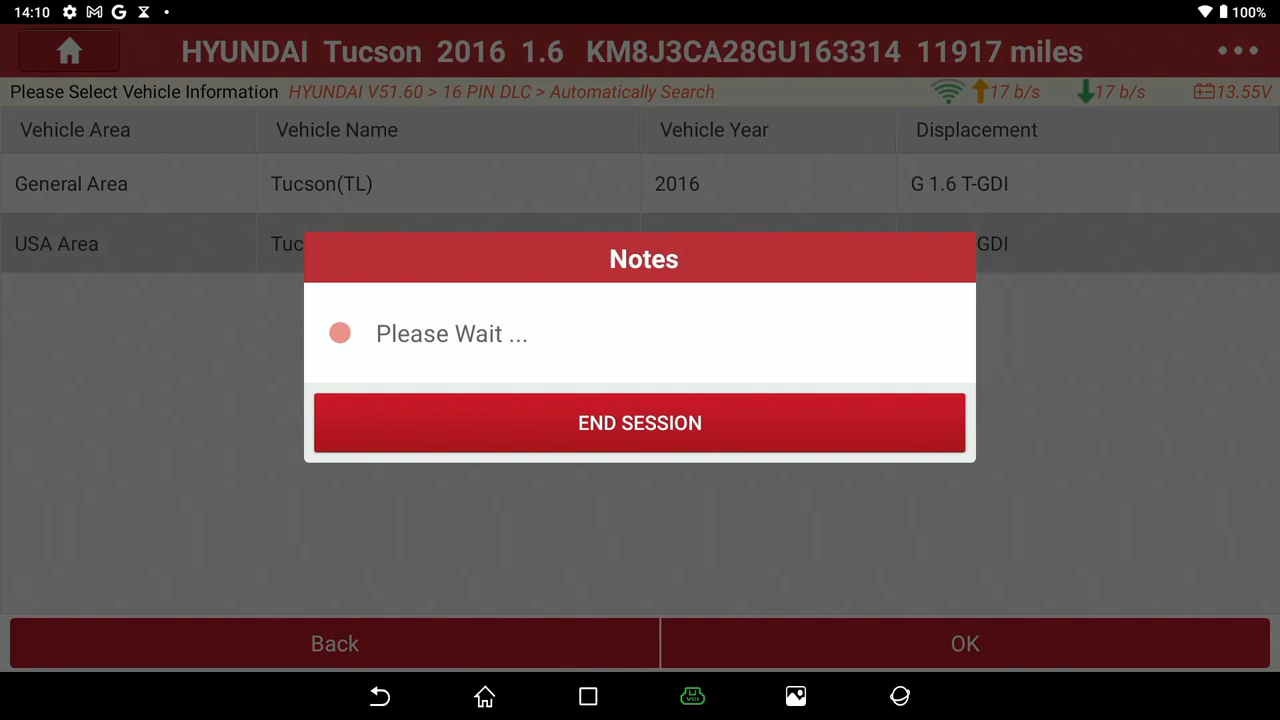 14:10 100%
HYUNDAI Tucson 2016 1.6 KM8J3CA28GU163314 11917 miles
Please Select Vehicle Information HYUNDAI V51.60 > 16 PIN DLC > Automatically Search 17 b/s 17 b/s 13.55V
Vehicle Area Vehicle Name Vehicle Year Displacement
General Area Tucson(TL) 2016 G 1.6 T-GDI
USA Area Tuc GDI
Notes
Please Wait ...
END SESSION
Back OK
VCI